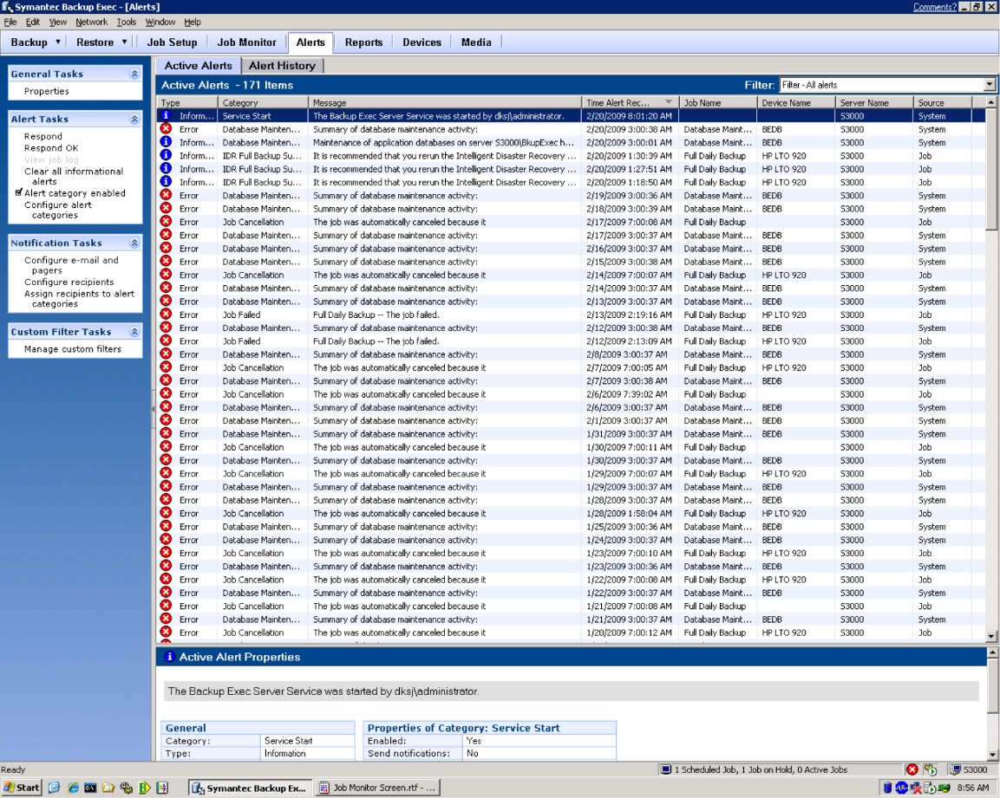 Symantec Backup Exec - [Alerts]
Comments?
File Edit View Network Tools Window Help
Backup Restore Job Setup Job Monitor Alerts Reports Devices Media
General Tasks
Properties
Alert Tasks
Respond
Respond OK
View job log
Clear all informational
alerts
Alert category enabled
Configure alert
categories
Notification Tasks
Configure e-mail and
pagers
Configure recipients
Assign recipients to alert
categories
Custom Filter Tasks
Manage custom filters
Active Alerts Alert History
Active Alerts - 171 Items Filter: Filter - All alerts
Type Category Message Time Alert Rec... Job Name Device Name Server Name Source
Inform... Service Start The Backup Exec Server Service was started by dksj\administrator. 2/20/2009 8:01:20 AM S3000 System
Error Database Mainten... Summary of database maintenance activity: 2/20/2009 3:00:38 AM Database Maint... BEDB S3000 System
Inform... Database Mainten... Maintenance of application databases on server S3000\BkupExec h... 2/20/2009 3:00:01 AM Database Maint... BEDB S3000 System
Inform... IDR Full Backup Su... It is recommended that you rerun the Intelligent Disaster Recovery ... 2/20/2009 1:30:39 AM Full Daily Backup HP LTO 920 S3000 Job
Inform... IDR Full Backup Su... It is recommended that you rerun the Intelligent Disaster Recovery ... 2/20/2009 1:27:51 AM Full Daily Backup HP LTO 920 S3000 Job
Inform... IDR Full Backup Su... It is recommended that you rerun the Intelligent Disaster Recovery ... 2/20/2009 1:18:50 AM Full Daily Backup HP LTO 920 S3000 Job
Error Database Mainten... Summary of database maintenance activity: 2/19/2009 3:00:36 AM Database Maint... BEDB S3000 System
Error Database Mainten... Summary of database maintenance activity: 2/18/2009 3:00:39 AM Database Maint... BEDB S3000 System
Error Job Cancellation The job was automatically canceled because it 2/17/2009 7:00:08 AM Full Daily Backup S3000 Job
Error Database Mainten... Summary of database maintenance activity: 2/17/2009 3:00:37 AM Database Maint... BEDB S3000 System
Error Database Mainten... Summary of database maintenance activity: 2/16/2009 3:00:37 AM Database Maint... BEDB S3000 System
Error Database Mainten... Summary of database maintenance activity: 2/15/2009 3:00:38 AM Database Maint... BEDB S3000 System
Error Job Cancellation The job was automatically canceled because it 2/14/2009 7:00:07 AM Full Daily Backup HP LTO 920 S3000 Job
Error Database Mainten... Summary of database maintenance activity: 2/14/2009 3:00:37 AM Database Maint... BEDB S3000 System
Error Database Mainten... Summary of database maintenance activity: 2/13/2009 3:00:37 AM Database Maint... BEDB S3000 System
Error Job Failed Full Daily Backup -- The job failed. 2/13/2009 2:19:16 AM Full Daily Backup HP LTO 920 S3000 Job
Error Database Mainten... Summary of database maintenance activity: 2/12/2009 3:00:38 AM Database Maint... BEDB S3000 System
Error Job Failed Full Daily Backup -- The job failed. 2/12/2009 2:13:09 AM Full Daily Backup HP LTO 920 S3000 Job
Error Database Mainten... Summary of database maintenance activity: 2/8/2009 3:00:37 AM Database Maint... BEDB S3000 System
Error Job Cancellation The job was automatically canceled because it 2/7/2009 7:00:05 AM Full Daily Backup HP LTO 920 S3000 Job
Error Database Mainten... Summary of database maintenance activity: 2/7/2009 3:00:38 AM Database Maint... BEDB S3000 System
Error Job Cancellation The job was automatically canceled because it 2/6/2009 7:39:02 AM Full Daily Backup S3000 Job
Error Database Mainten... Summary of database maintenance activity: 2/6/2009 3:00:37 AM Database Maint... BEDB S3000 System
Error Database Mainten... Summary of database maintenance activity: 2/1/2009 3:00:37 AM Database Maint... BEDB S3000 System
Error Database Mainten... Summary of database maintenance activity: 1/31/2009 3:00:37 AM Database Maint... BEDB S3000 System
Error Job Cancellation The job was automatically canceled because it 1/30/2009 7:00:11 AM Full Daily Backup S3000 Job
Error Database Mainten... Summary of database maintenance activity: 1/30/2009 3:00:37 AM Database Maint... BEDB S3000 System
Error Job Cancellation The job was automatically canceled because it 1/29/2009 7:00:07 AM Full Daily Backup HP LTO 920 S3000 Job
Error Database Mainten... Summary of database maintenance activity: 1/29/2009 3:00:37 AM Database Maint... BEDB S3000 System
Error Database Mainten... Summary of database maintenance activity: 1/28/2009 3:00:37 AM Database Maint... BEDB S3000 System
Error Job Cancellation The job was automatically canceled because it 1/28/2009 1:58:04 AM Full Daily Backup HP LTO 920 S3000 Job
Error Database Mainten... Summary of database maintenance activity: 1/25/2009 3:00:36 AM Database Maint... BEDB S3000 System
Error Database Mainten... Summary of database maintenance activity: 1/24/2009 3:00:37 AM Database Maint... BEDB S3000 System
Error Job Cancellation The job was automatically canceled because it 1/23/2009 7:00:10 AM Full Daily Backup HP LTO 920 S3000 Job
Error Database Mainten... Summary of database maintenance activity: 1/23/2009 3:00:36 AM Database Maint... BEDB S3000 System
Error Job Cancellation The job was automatically canceled because it 1/22/2009 7:00:08 AM Full Daily Backup HP LTO 920 S3000 Job
Error Database Mainten... Summary of database maintenance activity: 1/22/2009 3:00:37 AM Database Maint... BEDB S3000 System
Error Job Cancellation The job was automatically canceled because it 1/21/2009 7:00:08 AM Full Daily Backup S3000 Job
Error Database Mainten... Summary of database maintenance activity: 1/21/2009 3:00:37 AM Database Maint... BEDB S3000 System
Error Job Cancellation The job was automatically canceled because it 1/20/2009 7:00:12 AM Full Daily Backup HP LTO 920 S3000 Job
Active Alert Properties
The Backup Exec Server Service was started by dksj\administrator.
General Properties of Category: Service Start
Category: Service Start Enabled: Yes
Type: Information Send notifications: No
Ready 1 Scheduled Job, 1 Job on Hold, 0 Active Jobs S3000
Start Symantec Backup Ex... Job Monitor Screen.rtf - ... 8:56 AM